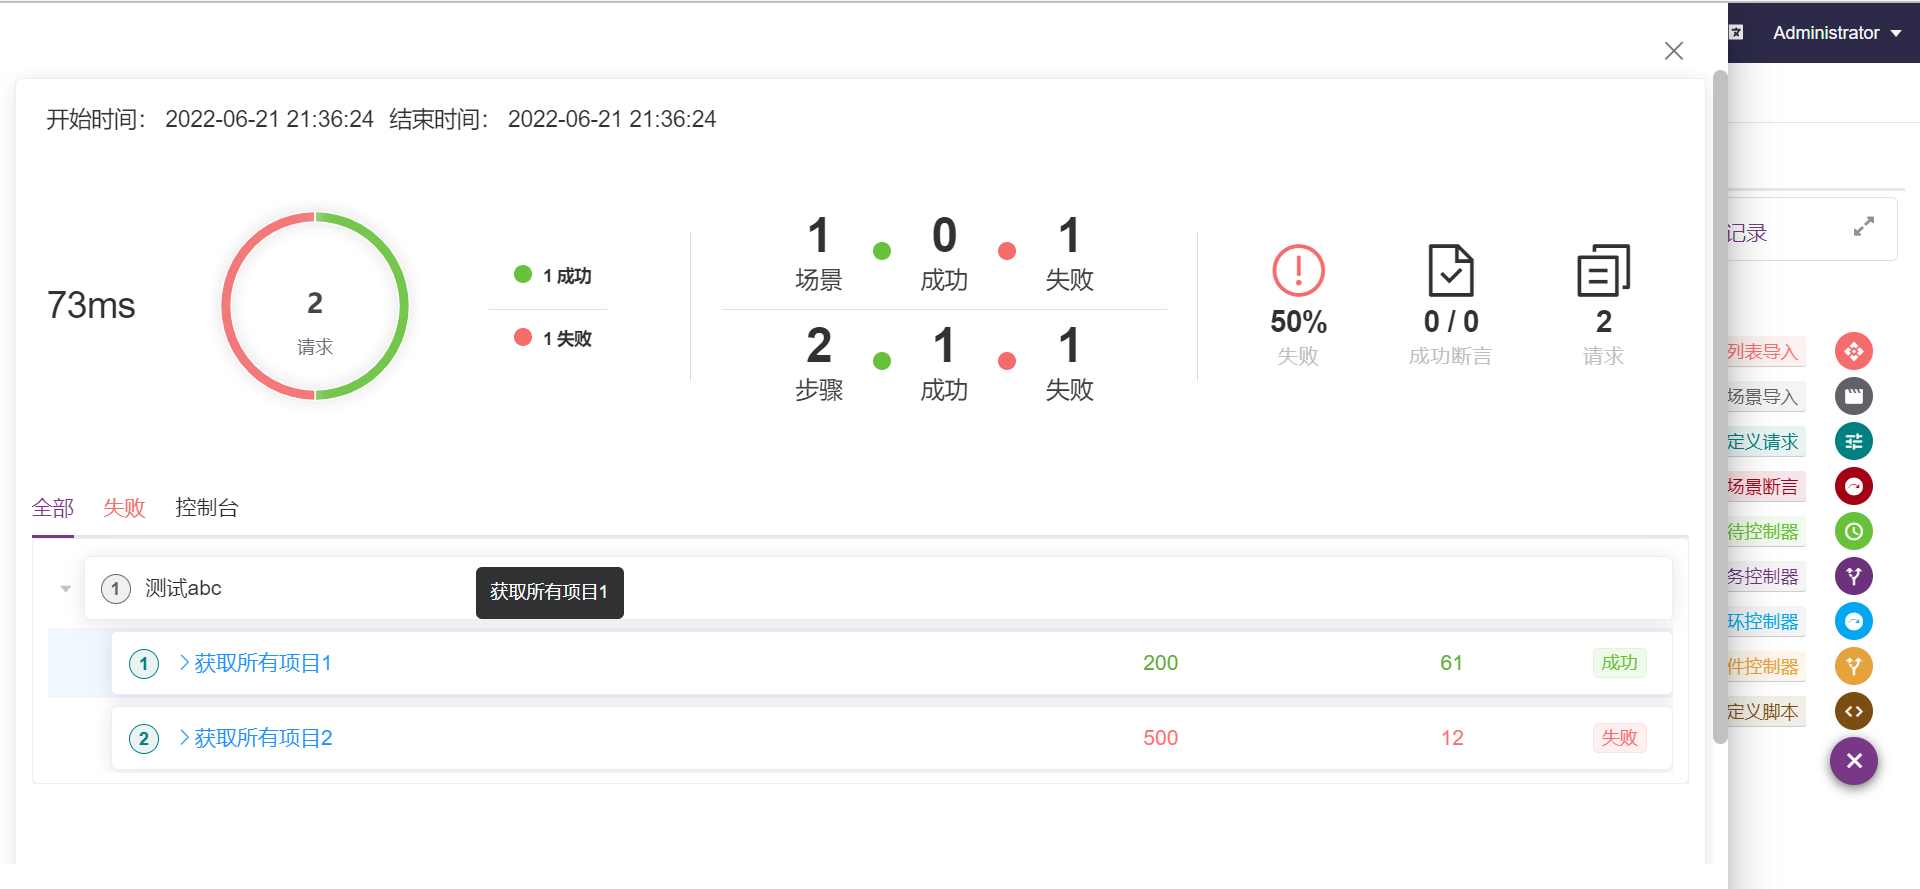 Administrator
开始时间： 2022-06-21 21:36:24 结束时间： 2022-06-21 21:36:24
记录
73ms
2
请求
1 成功
1 失败
1
场景
0
成功
1
失败
2
步骤
1
成功
1
失败
50%
失败
0 / 0
成功断言
2
请求
列表导入
场景导入
定义请求
场景断言
待控制器
务控制器
环控制器
件控制器
定义脚本
全部 失败 控制台
1 测试abc
获取所有项目1
1 获取所有项目1 200 61 成功
2 获取所有项目2 500 12 失败